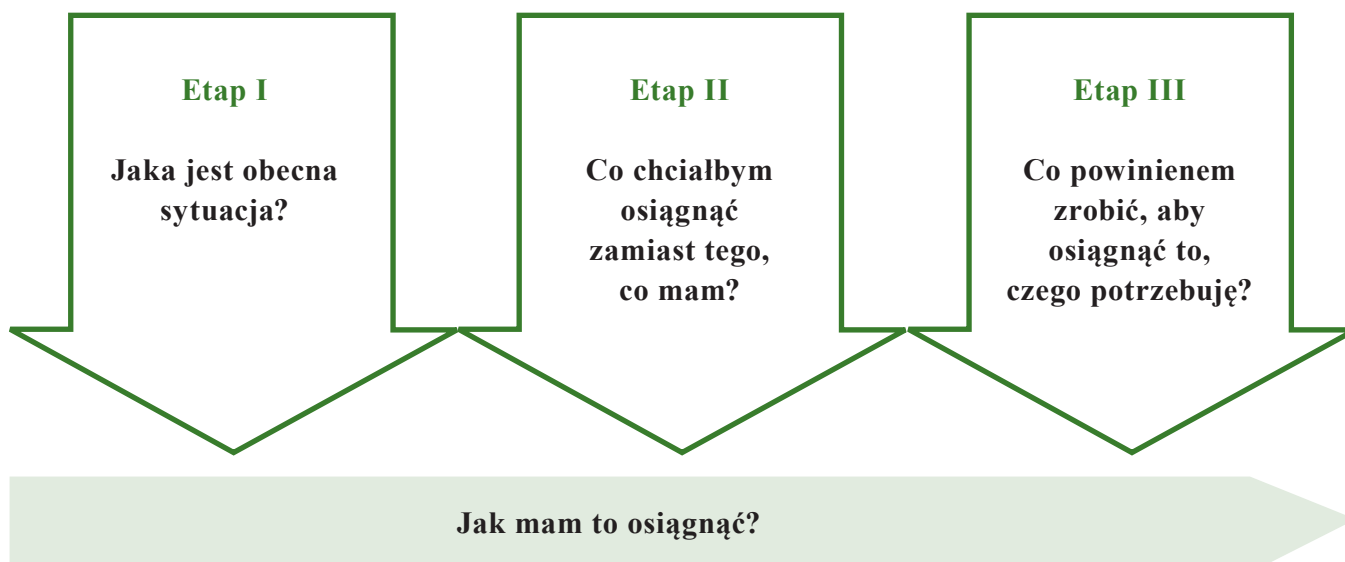 Etap I
Jaka jest obecna
sytuacja?
Etap II
Co chciałbym
osiągnąć
zamiast tego,
co mam?
Etap III
Co powinienem
zrobić, aby
osiągnąć to,
czego potrzebuję?
Jak mam to osiągnąć?